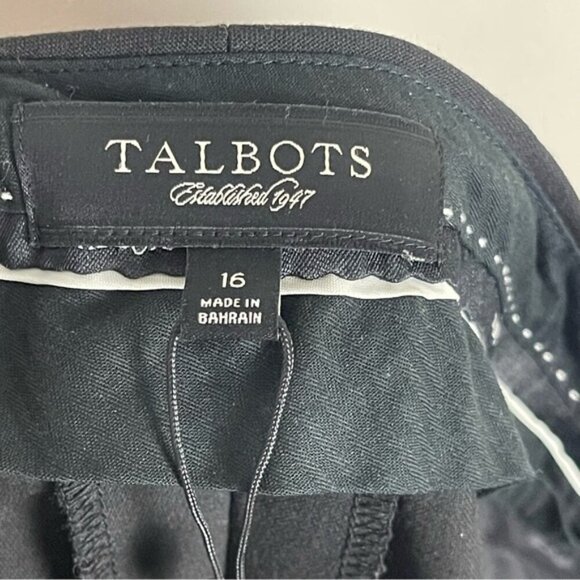 TALBOTS
Established 1947
16
MADE IN
BAHRAIN